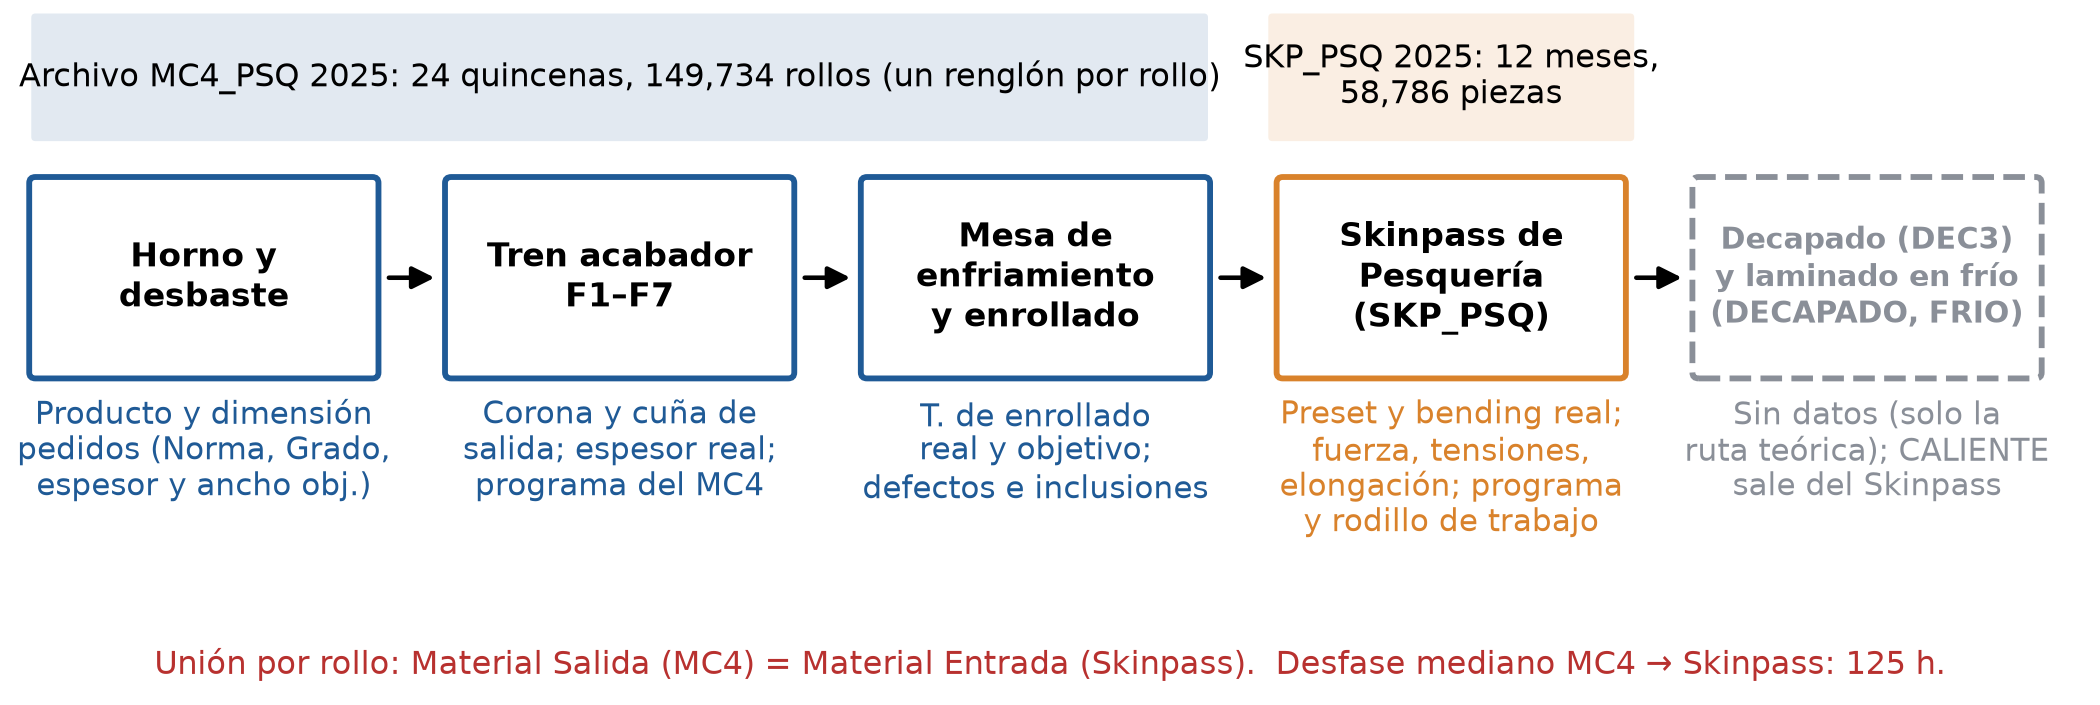 Archivo MC4_PSQ 2025: 24 quincenas, 149,734 rollos (un renglón por rollo)
SKP_PSQ 2025: 12 meses,
58,786 piezas
Horno y
desbaste
Tren acabador
F1–F7
Mesa de
enfriamiento
y enrollado
Skinpass de
Pesquería
(SKP_PSQ)
Decapado (DEC3)
y laminado en frío
(DECAPADO, FRIO)
Producto y dimensión
pedidos (Norma, Grado,
espesor y ancho obj.)
Corona y cuña de
salida; espesor real;
programa del MC4
T. de enrollado
real y objetivo;
defectos e inclusiones
Preset y bending real;
fuerza, tensiones,
elongación; programa
y rodillo de trabajo
Sin datos (solo la
ruta teórica); CALIENTE
sale del Skinpass
Unión por rollo: Material Salida (MC4) = Material Entrada (Skinpass).  Desfase mediano MC4 → Skinpass: 125 h.